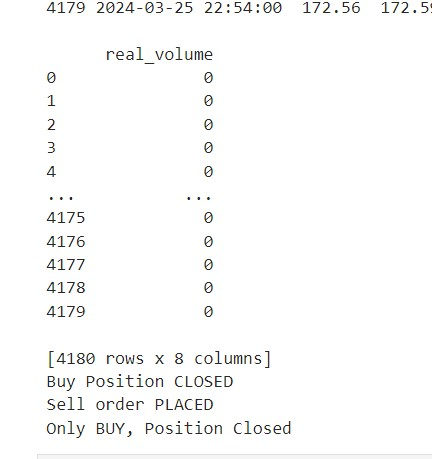 4179 2024-03-25 22:54:00 172.56 172.59
real_volume
0 0
1 0
2 0
3 0
4 0
... ...
4175 0
4176 0
4177 0
4178 0
4179 0
[4180 rows x 8 columns]
Buy Position CLOSED
Sell order PLACED
Only BUY, Position Closed